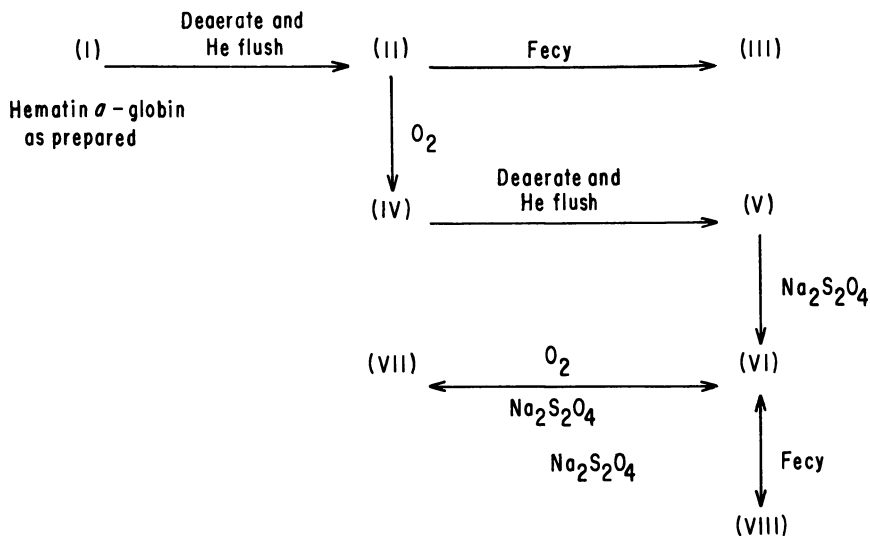 Deaerate and
He flush
(I)
(II)
Fecy
(III)
Hematin a – globin
as prepared
O2
Deaerate and
He flush
(IV)
(V)
Na2S2O4
(VII)
O2
(VI)
Na2S2O4
Na2S2O4
Fecy
(VIII)